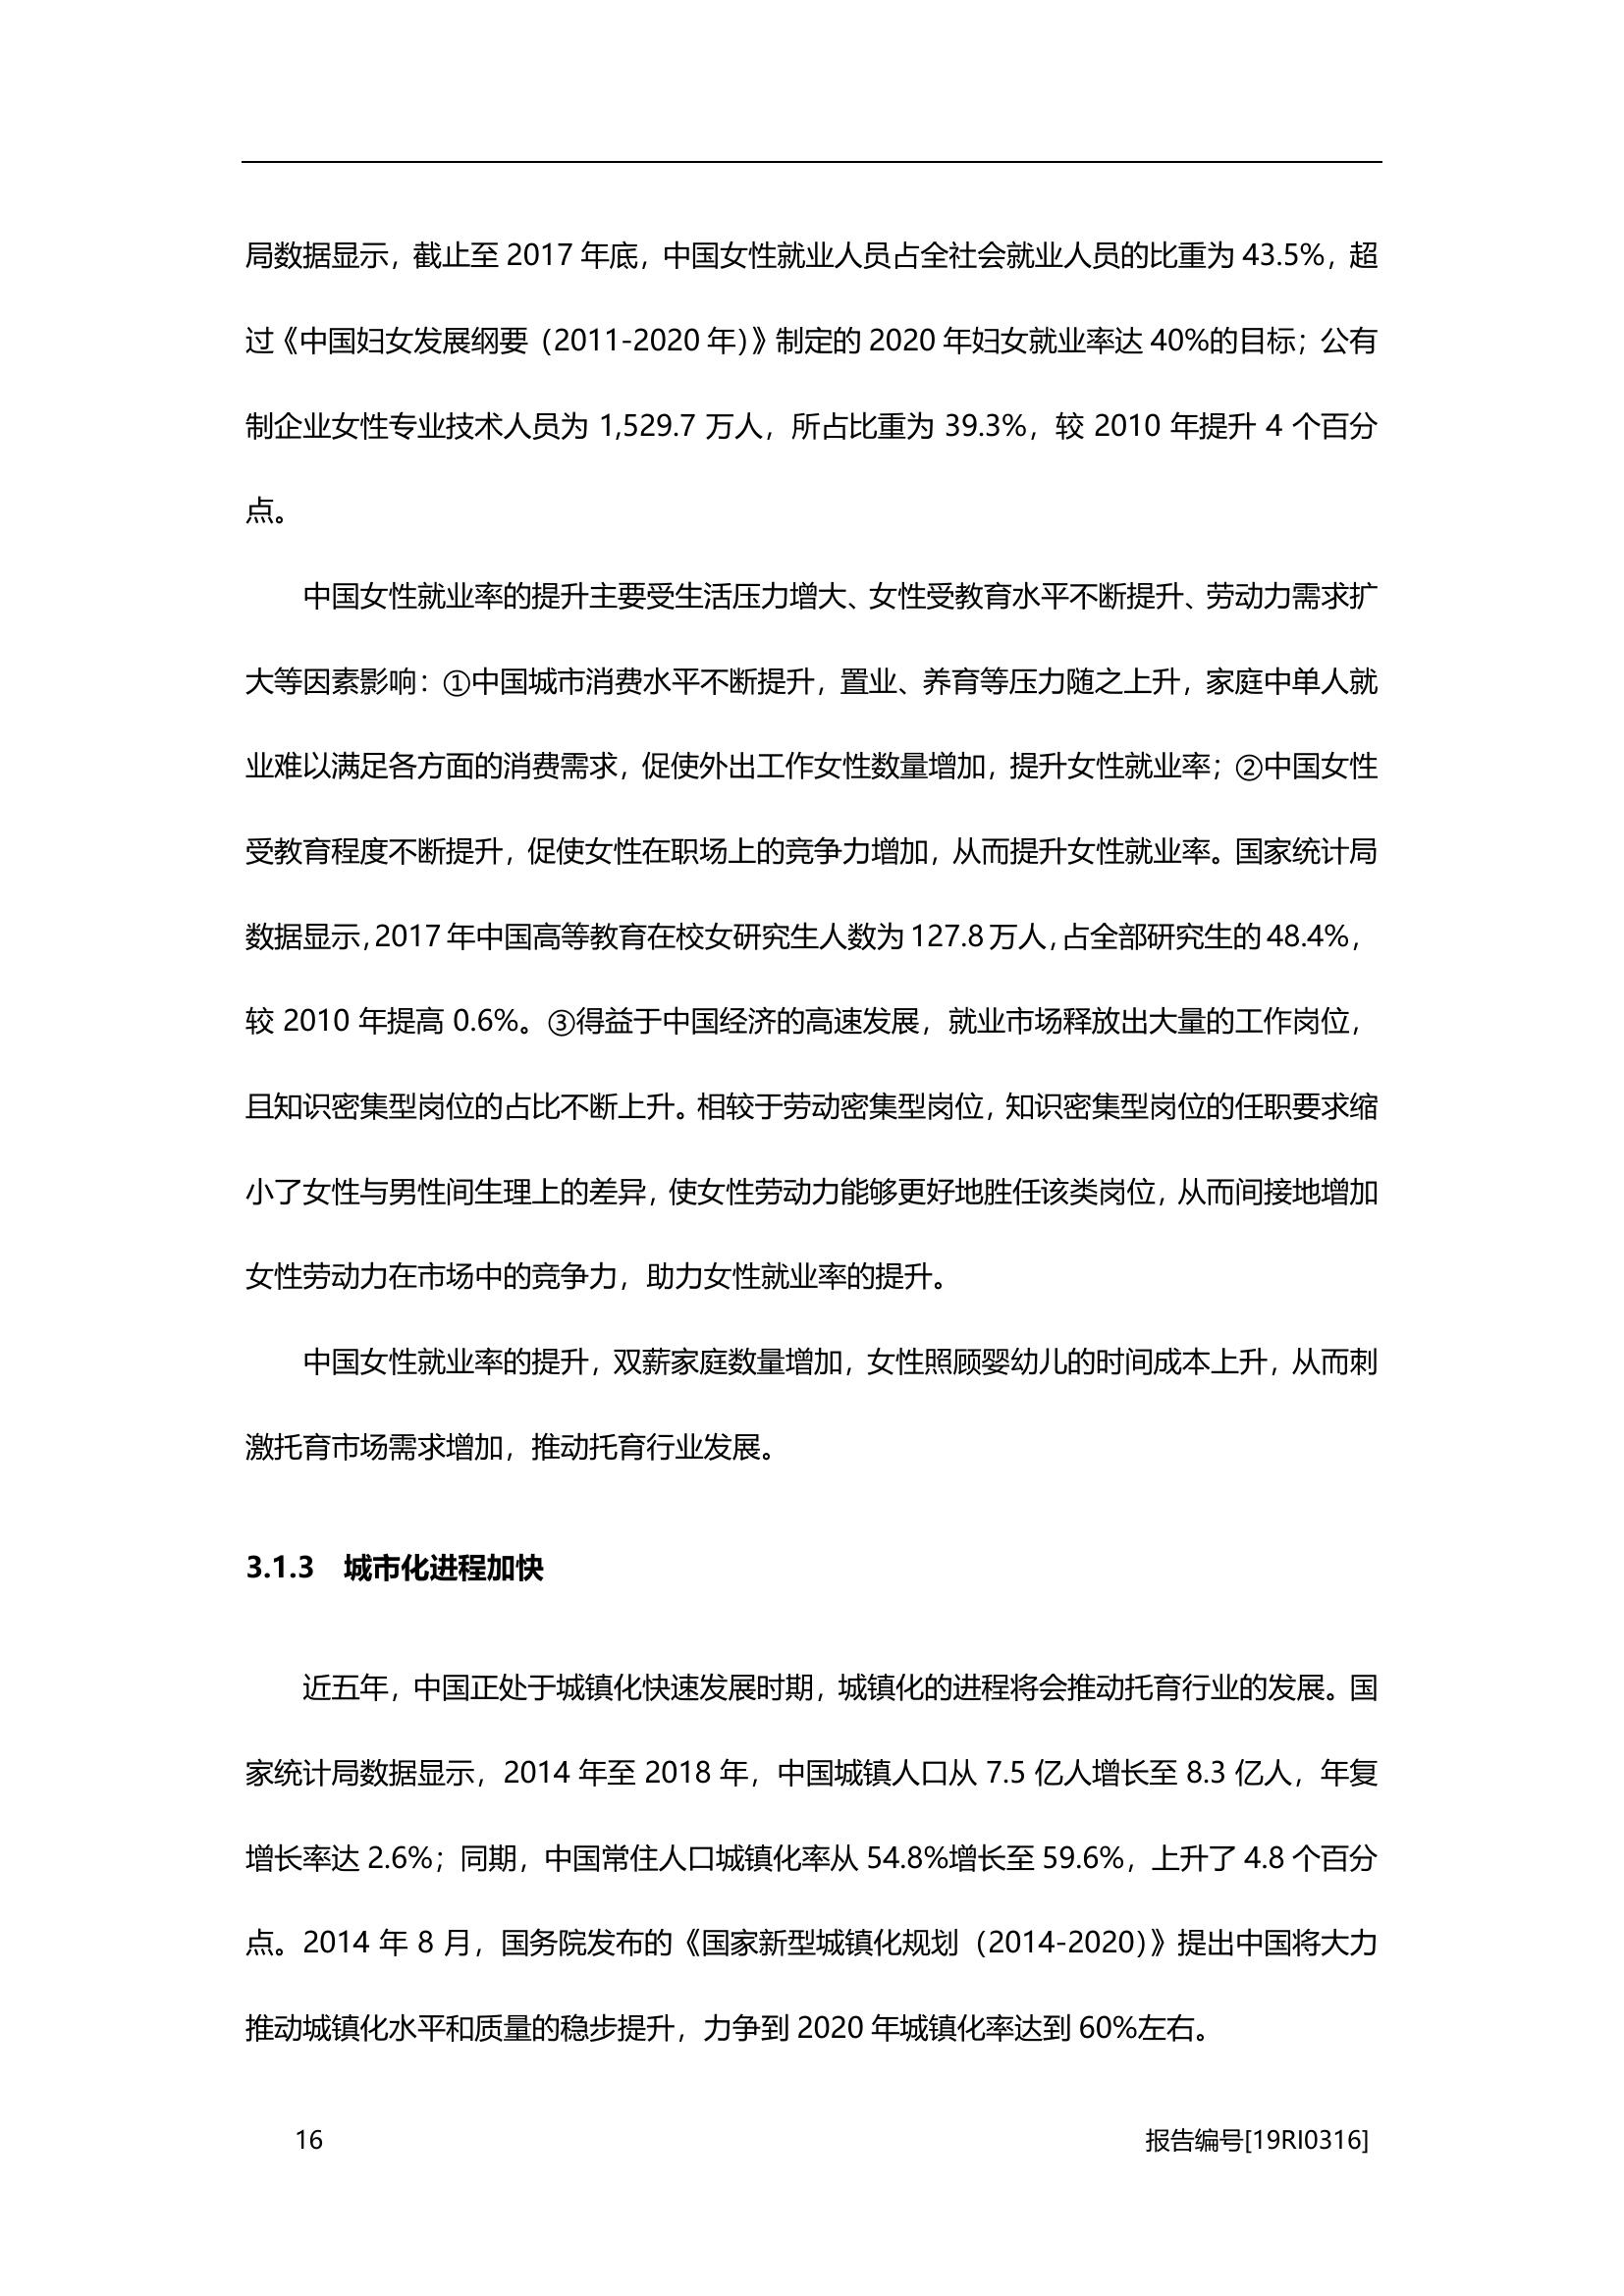 局数据显示，截止至 2017 年底，中国女性就业人员占全社会就业人员的比重为 43.5%，超
过《中国妇女发展纲要（2011-2020 年）》制定的 2020 年妇女就业率达 40%的目标；公有
制企业女性专业技术人员为 1,529.7 万人，所占比重为 39.3%，较 2010 年提升 4 个百分
点。
中国女性就业率的提升主要受生活压力增大、女性受教育水平不断提升、劳动力需求扩
大等因素影响：①中国城市消费水平不断提升，置业、养育等压力随之上升，家庭中单人就
业难以满足各方面的消费需求，促使外出工作女性数量增加，提升女性就业率；②中国女性
受教育程度不断提升，促使女性在职场上的竞争力增加，从而提升女性就业率。国家统计局
数据显示，2017 年中国高等教育在校女研究生人数为 127.8 万人，占全部研究生的 48.4%，
较 2010 年提高 0.6%。③得益于中国经济的高速发展，就业市场释放出大量的工作岗位，
且知识密集型岗位的占比不断上升。相较于劳动密集型岗位，知识密集型岗位的任职要求缩
小了女性与男性间生理上的差异，使女性劳动力能够更好地胜任该类岗位，从而间接地增加
女性劳动力在市场中的竞争力，助力女性就业率的提升。
中国女性就业率的提升，双薪家庭数量增加，女性照顾婴幼儿的时间成本上升，从而刺
激托育市场需求增加，推动托育行业发展。
3.1.3 城市化进程加快
近五年，中国正处于城镇化快速发展时期，城镇化的进程将会推动托育行业的发展。国
家统计局数据显示，2014 年至 2018 年，中国城镇人口从 7.5 亿人增长至 8.3 亿人，年复
增长率达 2.6%；同期，中国常住人口城镇化率从 54.8%增长至 59.6%，上升了 4.8 个百分
点。2014 年 8 月，国务院发布的《国家新型城镇化规划（2014-2020）》提出中国将大力
推动城镇化水平和质量的稳步提升，力争到 2020 年城镇化率达到 60%左右。
16 报告编号[19RI0316]